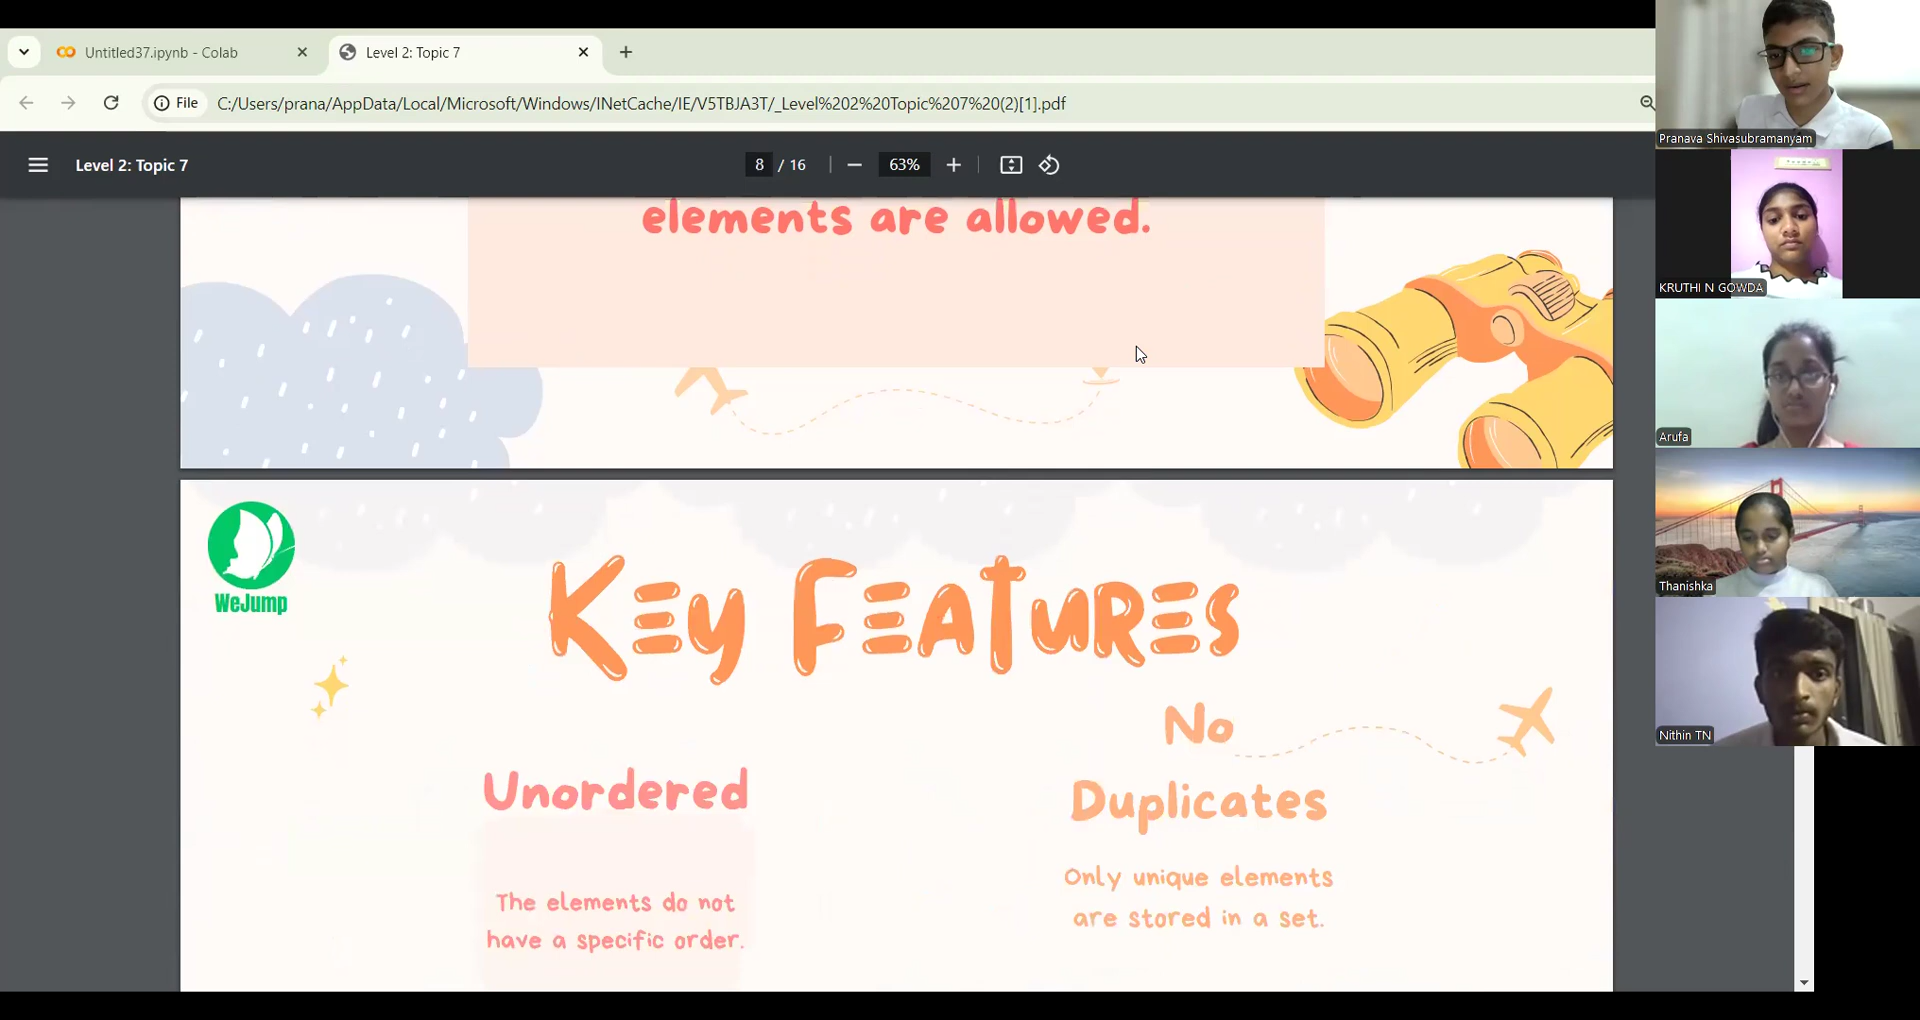 Untitled37.ipynb - Colab
Level 2: Topic 7
File
C:/Users/prana/AppData/Local/Microsoft/Windows/INetCache/IE/V5TBJA3T/_Level%202%20Topic%207%20(2)[1].pdf
Level 2: Topic 7
8 / 16
63%
elements are allowed.
WeJump
Key Features
Unordered
The elements do not
have a specific order.
No
Duplicates
Only unique elements
are stored in a set.
Pranava Shivasubramanyam
KRUTHI N GOWDA
Arufa
Thanishka
Nithin TN